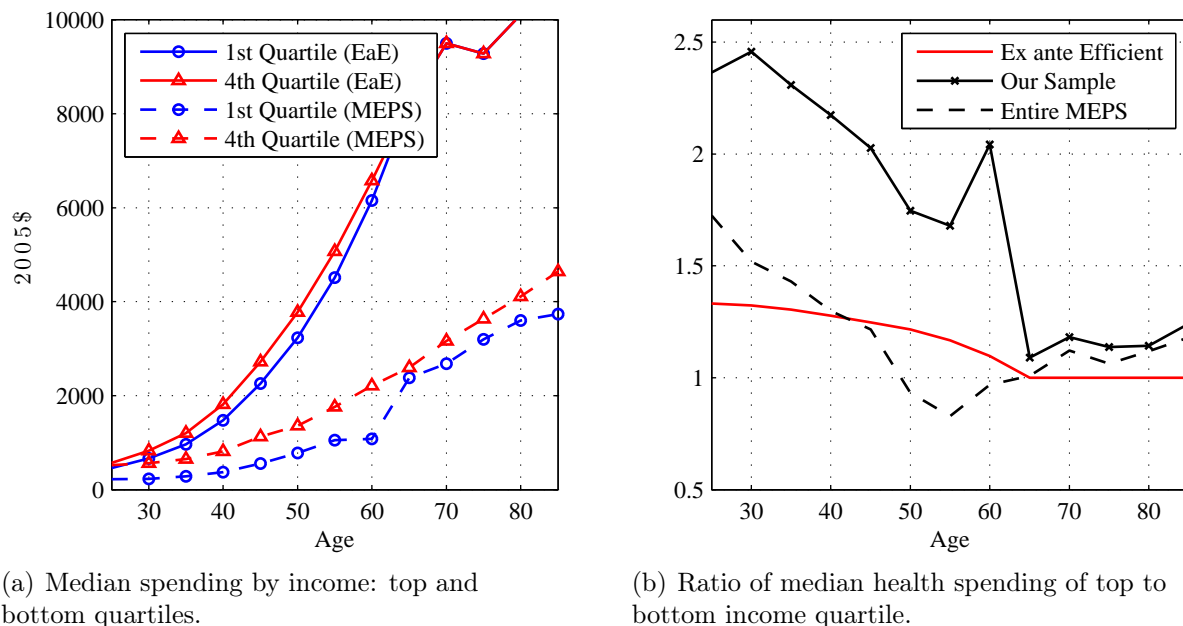 10000
8000
6000
4000
2000
0
2005$
30 40 50 60 70 80
Age
1st Quartile (EaE)
4th Quartile (EaE)
1st Quartile (MEPS)
4th Quartile (MEPS)
(a) Median spending by income: top and
bottom quartiles.
2.5
2
1.5
1
0.5
30 40 50 60 70 80
Age
Ex ante Efficient
Our Sample
Entire MEPS
(b) Ratio of median health spending of top to
bottom income quartile.